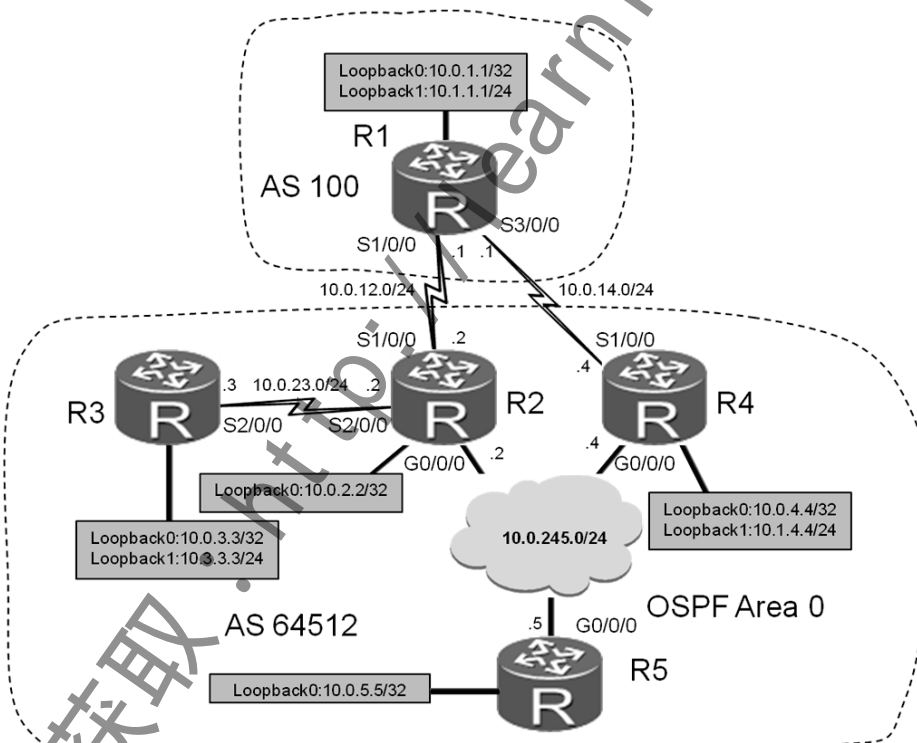 Loopback0:10.0.1.1/32
Loopback1:10.1.1.1/24
R1
AS 100
R
S3/0/0
S1/0/0
.1
.1
10.0.12.0/24
10.0.14.0/24
S1/0/0
.2
S1/0/0
.4
R3
R
.3
10.0.23.0/24
.2
R
R2
R
R4
S2/0/0
S2/0/0
G0/0/0
.2
.4
G0/0/0
Loopback0:10.0.2.2/32
Loopback0:10.0.3.3/32
Loopback1:10.3.3.3/24
10.0.245.0/24
Loopback0:10.0.4.4/32
Loopback1:10.1.4.4/24
AS 64512
OSPF Area 0
.5
G0/0/0
R5
R
Loopback0:10.0.5.5/32
获取:http://learn